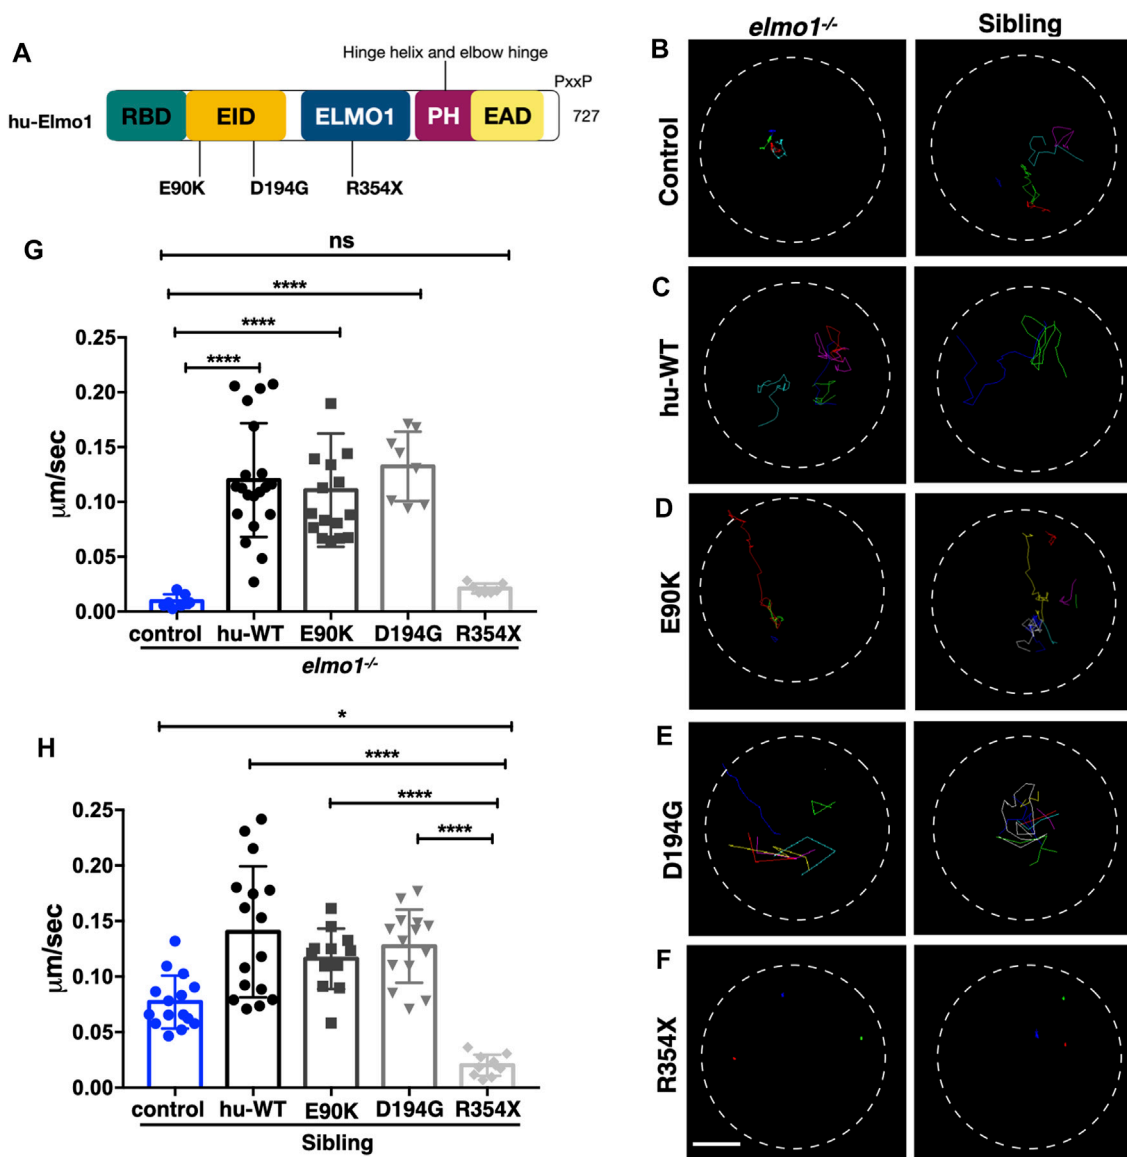 A
Hinge helix and elbow hinge
PxxP
hu-Elmo1
RBD
EID
ELMO1
PH
EAD
727
E90K
D194G
R354X
G
ns
****
****
****
0.25
0.20
0.15
0.10
0.05
0.00
μm/sec
control
hu-WT
E90K
D194G
R354X
elmo1-/-
H
*
****
****
****
0.25
0.20
0.15
0.10
0.05
0.00
μm/sec
control
hu-WT
E90K
D194G
R354X
Sibling
elmo1-/-
Sibling
B
Control
C
hu-WT
D
E90K
E
D194G
F
R354X